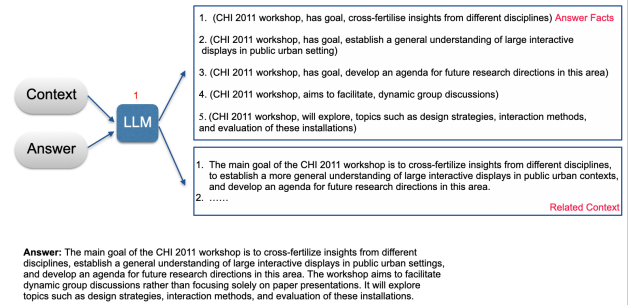 1. (CHI 2011 workshop, has goal, cross-fertilise insights from different disciplines) Answer Facts
2. (CHI 2011 workshop, has goal, establish a general understanding of large interactive
displays in public urban setting)
3. (CHI 2011 workshop, has goal, develop an agenda for future research directions in this area)
4. (CHI 2011 workshop, aims to facilitate, dynamic group discussions)
5. (CHI 2011 workshop, will explore, topics such as design strategies, interaction methods,
and evaluation of these installations)
Context
1
LLM
Answer
1. The main goal of the CHI 2011 workshop is to cross-fertilize insights from different disciplines,
to establish a more general understanding of large interactive displays in public urban contexts,
and develop an agenda for future research directions in this area.
2. ......
Related Context
Answer: The main goal of the CHI 2011 workshop is to cross-fertilize insights from different
disciplines, establish a general understanding of large interactive displays in public urban settings,
and develop an agenda for future research directions in this area. The workshop aims to facilitate
dynamic group discussions rather than focusing solely on paper presentations. It will explore
topics such as design strategies, interaction methods, and evaluation of these installations.